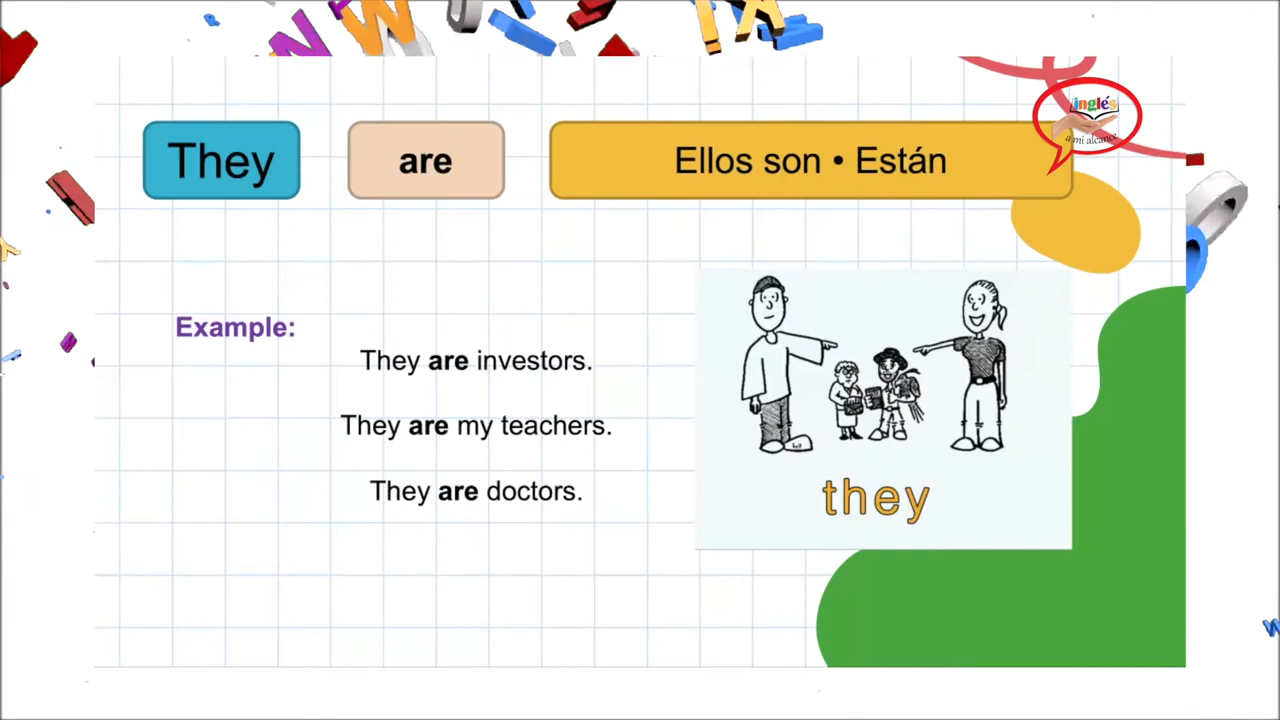 They
are
Ellos son • Están
inglés
a mi alcance
Example:
They are investors.
They are my teachers.
They are doctors.
they